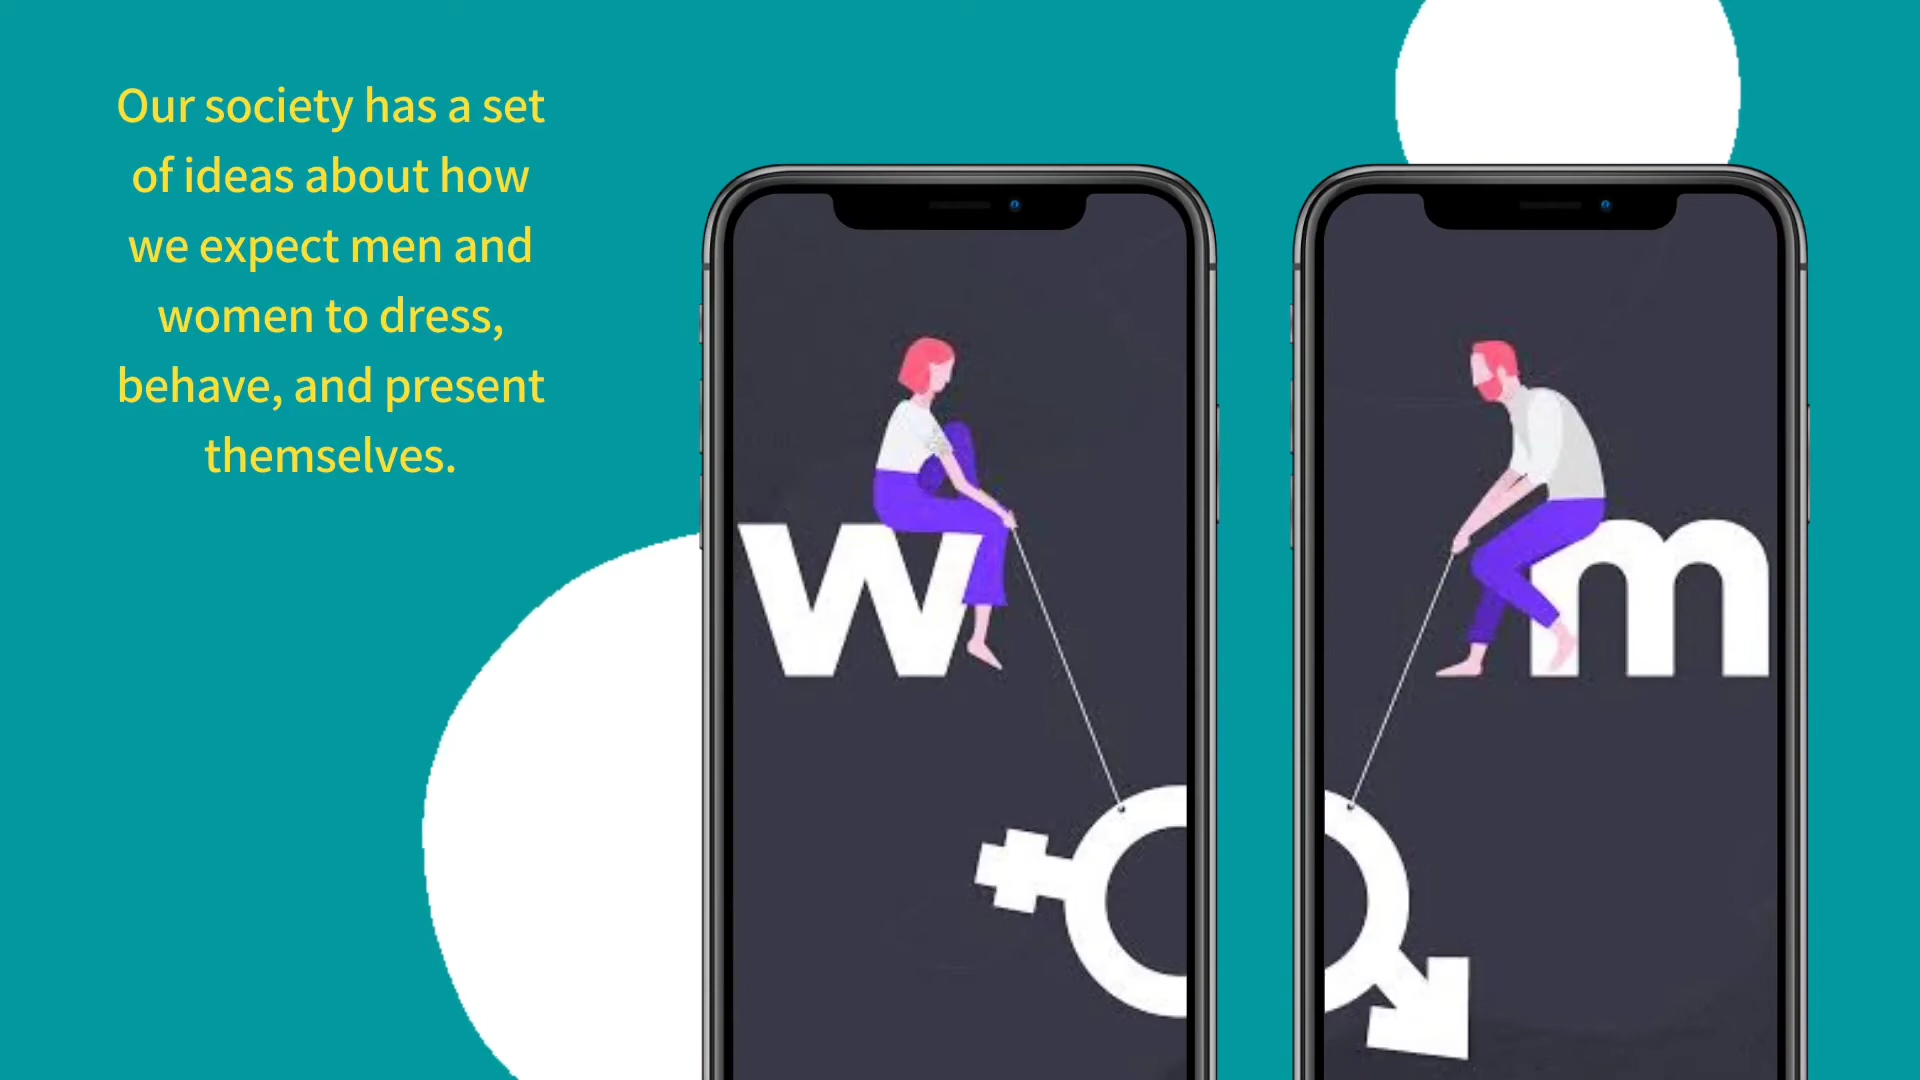 Our society has a set
of ideas about how
we expect men and
women to dress,
behave, and present
themselves.
w
m